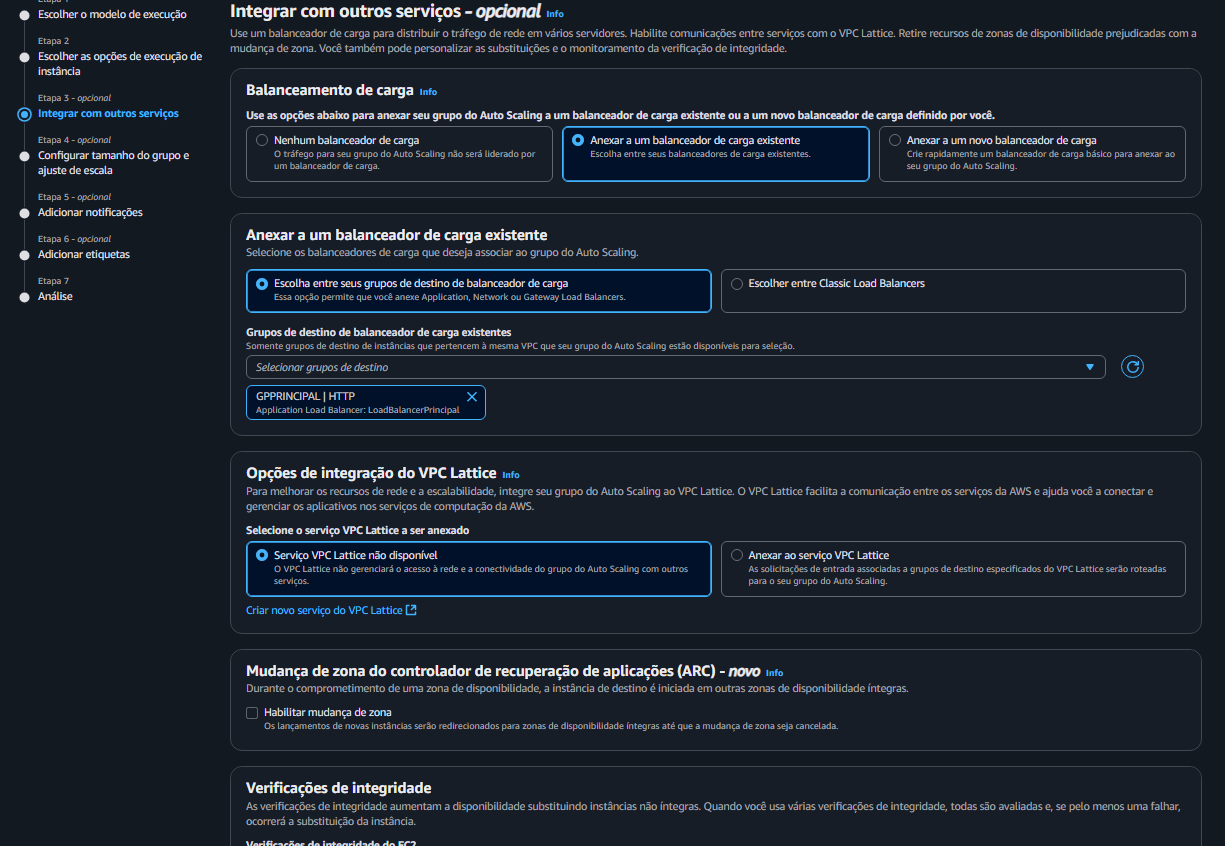 Etapa 1
Escolher o modelo de execução
Etapa 2
Escolher as opções de execução de
instância
Etapa 3 - opcional
Integrar com outros serviços
Etapa 4 - opcional
Configurar tamanho do grupo e
ajuste de escala
Etapa 5 - opcional
Adicionar notificações
Etapa 6 - opcional
Adicionar etiquetas
Etapa 7
Análise
Integrar com outros serviços - opcional Info
Use um balanceador de carga para distribuir o tráfego de rede em vários servidores. Habilite comunicações entre serviços com o VPC Lattice. Retire recursos de zonas de disponibilidade prejudicadas com a
mudança de zona. Você também pode personalizar as substituições e o monitoramento da verificação de integridade.
Balanceamento de carga Info
Use as opções abaixo para anexar seu grupo do Auto Scaling a um balanceador de carga existente ou a um novo balanceador de carga definido por você.
Nenhum balanceador de carga
O tráfego para seu grupo do Auto Scaling não será liderado por
um balanceador de carga.
Anexar a um balanceador de carga existente
Escolha entre seus balanceadores de carga existentes.
Anexar a um novo balanceador de carga
Crie rapidamente um balanceador de carga básico para anexar ao
seu grupo do Auto Scaling.
Anexar a um balanceador de carga existente
Selecione os balanceadores de carga que deseja associar ao grupo do Auto Scaling.
Escolha entre seus grupos de destino de balanceador de carga
Essa opção permite que você anexe Application, Network ou Gateway Load Balancers.
Escolher entre Classic Load Balancers
Grupos de destino de balanceador de carga existentes
Somente grupos de destino de instâncias que pertencem à mesma VPC que seu grupo do Auto Scaling estão disponíveis para seleção.
Selecionar grupos de destino
GPPRINCIPAL | HTTP
Application Load Balancer: LoadBalancerPrincipal
Opções de integração do VPC Lattice Info
Para melhorar os recursos de rede e a escalabilidade, integre seu grupo do Auto Scaling ao VPC Lattice. O VPC Lattice facilita a comunicação entre os serviços da AWS e ajuda você a conectar e
gerenciar os aplicativos nos serviços de computação da AWS.
Selecione o serviço VPC Lattice a ser anexado
Serviço VPC Lattice não disponível
O VPC Lattice não gerenciará o acesso à rede e a conectividade do grupo do Auto Scaling com outros
serviços.
Anexar ao serviço VPC Lattice
As solicitações de entrada associadas a grupos de destino especificados do VPC Lattice serão roteadas
para o seu grupo do Auto Scaling.
Criar novo serviço do VPC Lattice
Mudança de zona do controlador de recuperação de aplicações (ARC) - novo Info
Durante o comprometimento de uma zona de disponibilidade, a instância de destino é iniciada em outras zonas de disponibilidade íntegras.
Habilitar mudança de zona
Os lançamentos de novas instâncias serão redirecionados para zonas de disponibilidade íntegras até que a mudança de zona seja cancelada.
Verificações de integridade
As verificações de integridade aumentam a disponibilidade substituindo instâncias não íntegras. Quando você usa várias verificações de integridade, todas são avaliadas e, se pelo menos uma falhar,
ocorrerá a substituição da instância.
Verificações de integridade do EC2